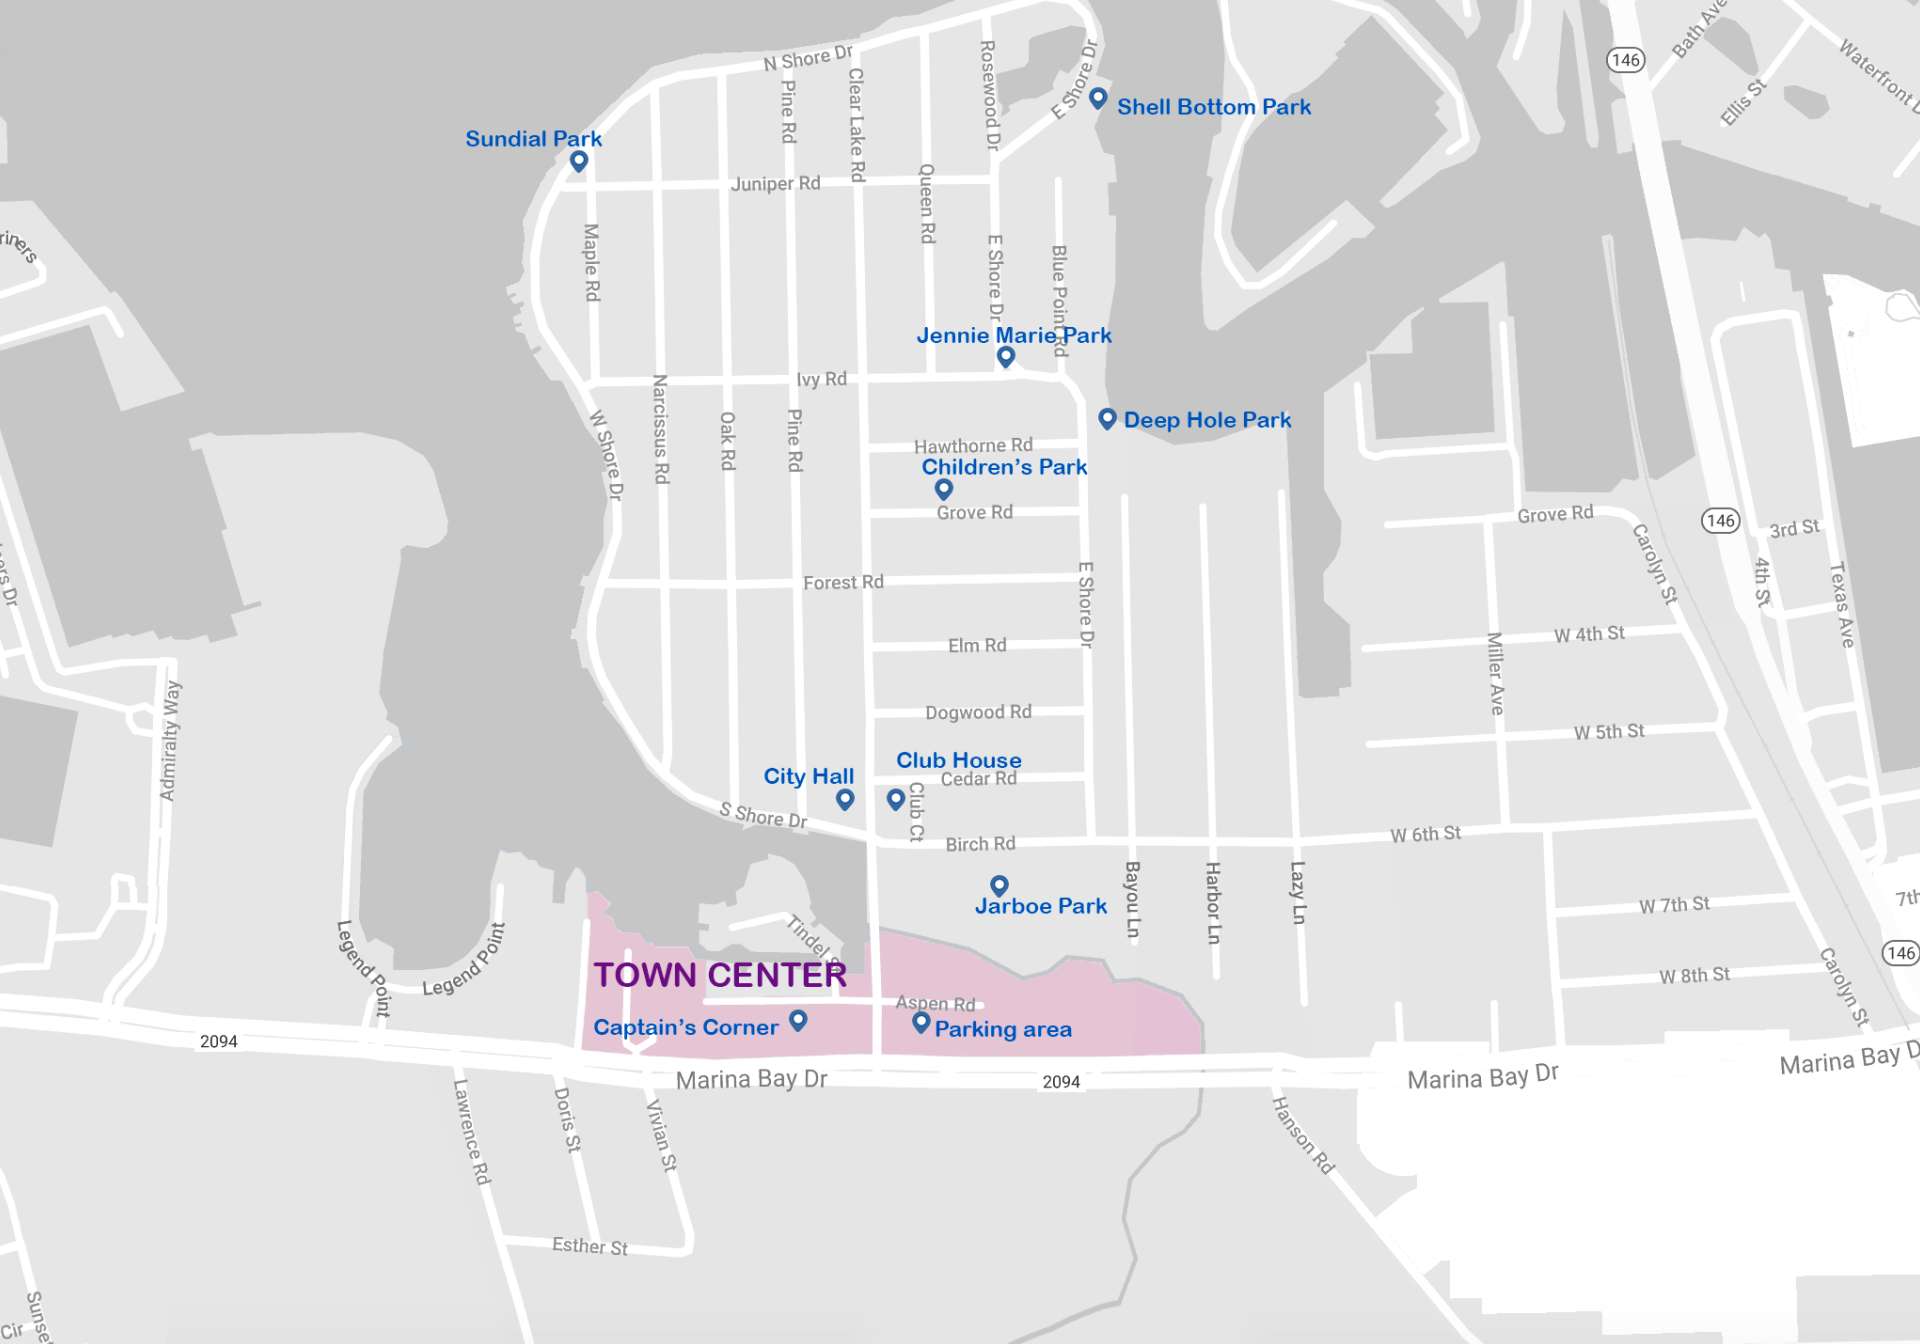 N Shore Dr
Rosewood Dr
E Shore Dr
146
Bath Ave
Waterfront
Ellis St
Shell Bottom Park
Pine Rd
Clear Lake Rd
Sundial Park
Juniper Rd
Queen Rd
Maple Rd
E Shore Dr
Blue Point Rd
Jennie Marie Park
Ivy Rd
Narcissus Rd
W Shore Dr
Oak Rd
Pine Rd
Deep Hole Park
Hawthorne Rd
Children's Park
Grove Rd
Grove Rd
146
3rd St
Carolyn St
4th St
Texas Ave
Forest Rd
E Shore Dr
Elm Rd
W 4th St
Miller Ave
Admiralty Way
Dogwood Rd
W 5th St
Club House
City Hall
Cedar Rd
Club Ct
S Shore Dr
Birch Rd
W 6th St
Bayou Ln
Harbor Ln
Lazy Ln
Jarboe Park
W 7th St
7th
Legend Point
Legend Point
Tindel St
TOWN CENTER
146
W 8th St
Carolyn St
Aspen Rd
Captain's Corner
Parking area
2094
Marina Bay Dr
2094
Marina Bay Dr
Marina Bay D
Lawrence Rd
Doris St
Vivian St
Hanson Rd
Esther St
Sunset
Cir